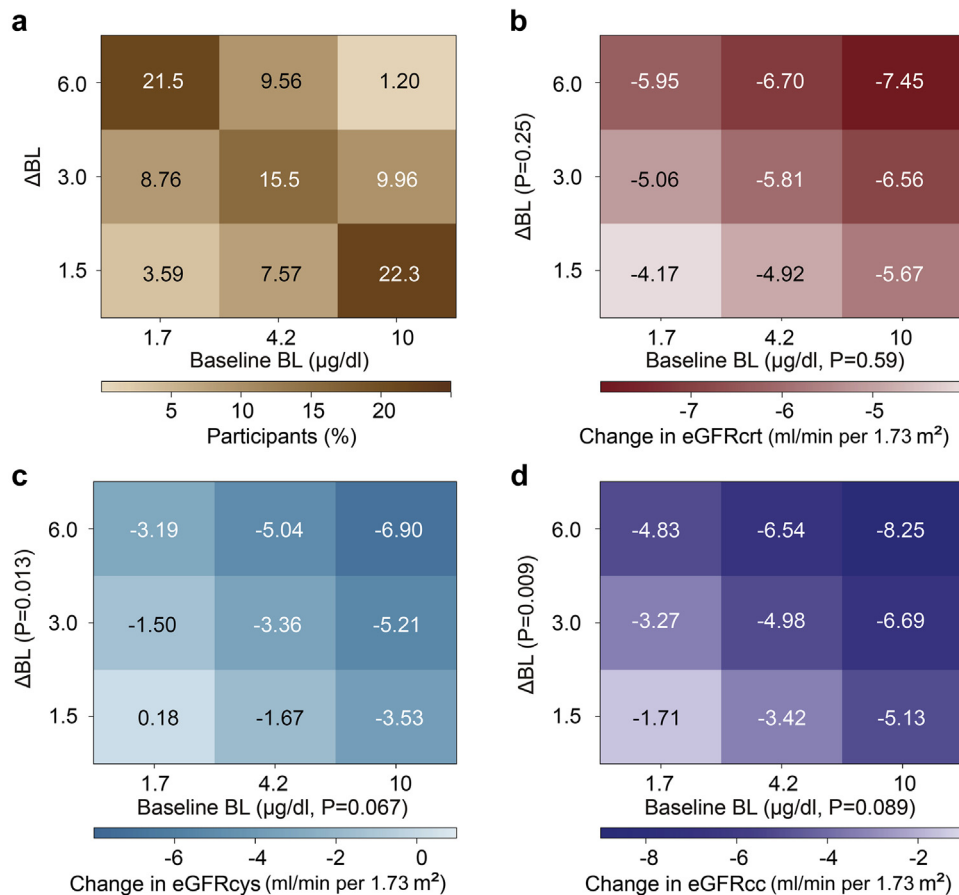 a
ΔBL
6.0
21.5 9.56 1.20
3.0
8.76 15.5 9.96
1.5
3.59 7.57 22.3
1.7 4.2 10
Baseline BL (µg/dl)
5 10 15 20
Participants (%)
b
ΔBL (P=0.25)
6.0
-5.95 -6.70 -7.45
3.0
-5.06 -5.81 -6.56
1.5
-4.17 -4.92 -5.67
1.7 4.2 10
Baseline BL (µg/dl, P=0.59)
-7 -6 -5
Change in eGFRcrt (ml/min per 1.73 m²)
c
ΔBL (P=0.013)
6.0
-3.19 -5.04 -6.90
3.0
-1.50 -3.36 -5.21
1.5
0.18 -1.67 -3.53
1.7 4.2 10
Baseline BL (µg/dl, P=0.067)
-6 -4 -2 0
Change in eGFRcys (ml/min per 1.73 m²)
d
ΔBL (P=0.009)
6.0
-4.83 -6.54 -8.25
3.0
-3.27 -4.98 -6.69
1.5
-1.71 -3.42 -5.13
1.7 4.2 10
Baseline BL (µg/dl, P=0.089)
-8 -6 -4 -2
Change in eGFRcc (ml/min per 1.73 m²)